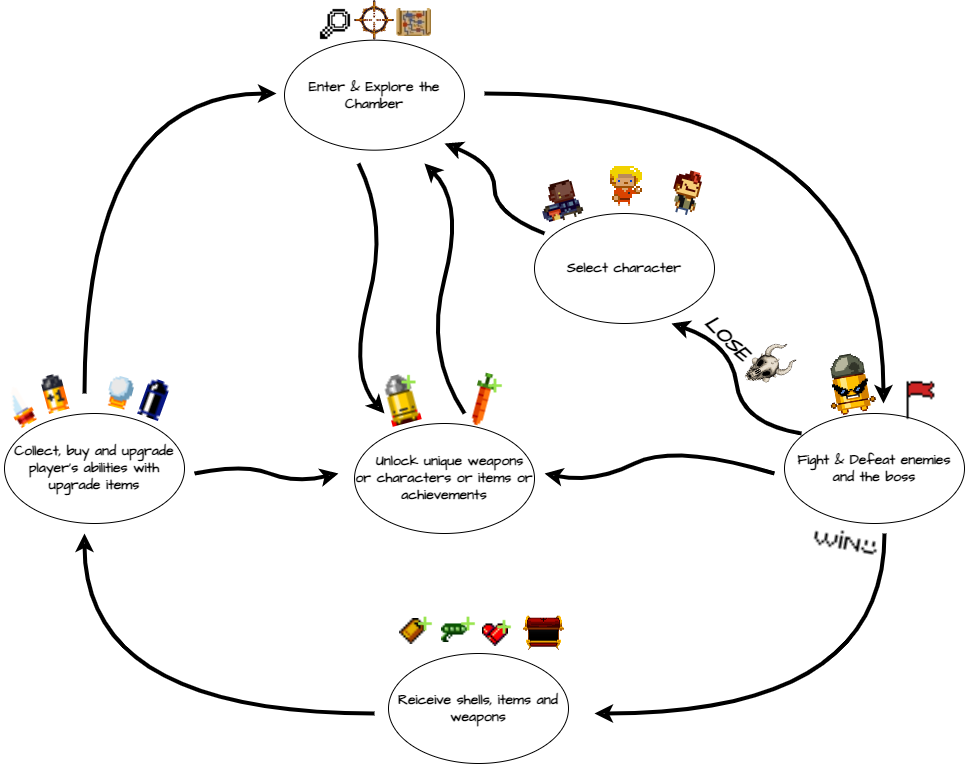 Enter & Explore the
Chamber
Select character
LOSE
+1
Collect, buy and upgrade
player's abilities with
upgrade items
Unlock unique weapons
or characters or items or
achievements
Fight & Defeat enemies
and the boss
WIN
Reiceive shells, items and
weapons